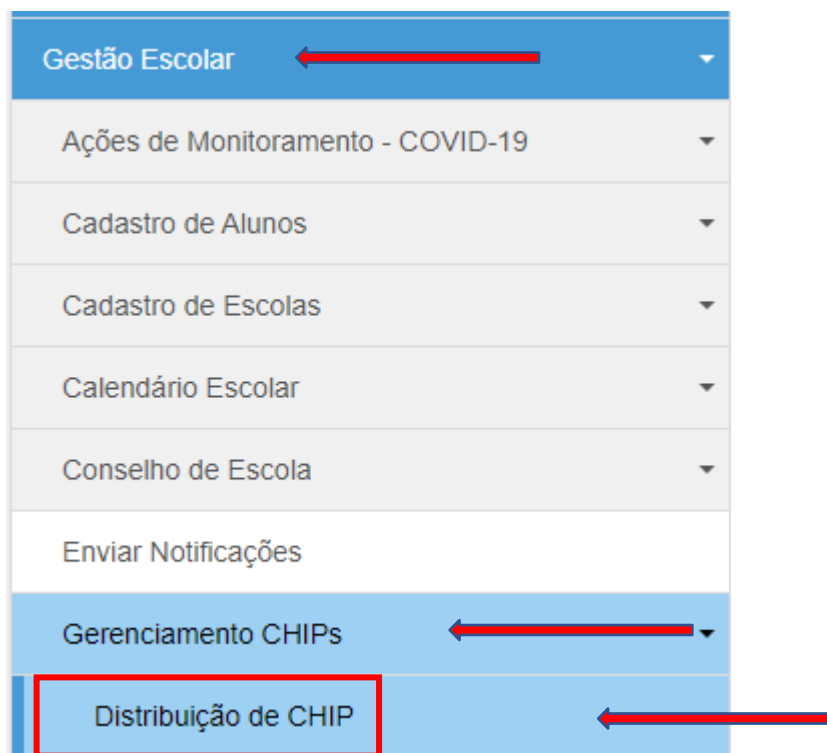 Gestão Escolar
Ações de Monitoramento - COVID-19
Cadastro de Alunos
Cadastro de Escolas
Calendário Escolar
Conselho de Escola
Enviar Notificações
Gerenciamento CHIPs
Distribuição de CHIP